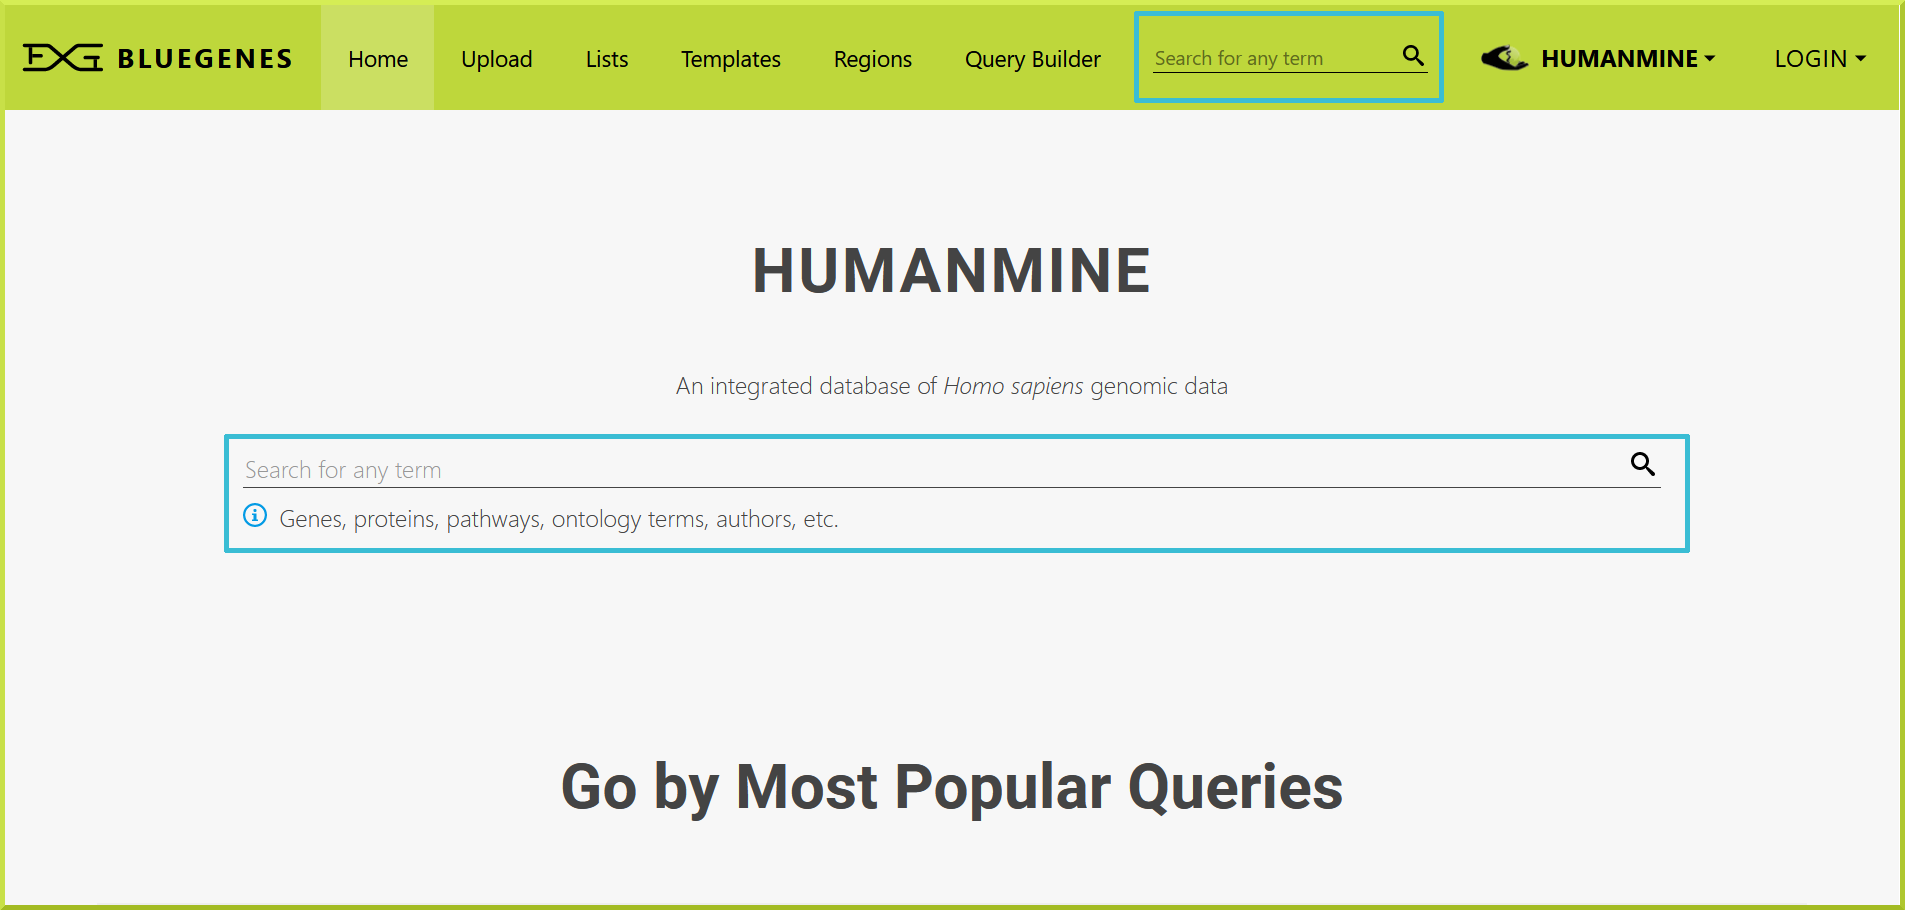 BLUEGENES Home Upload Lists Templates Regions Query Builder Search for any term HUMANMINE LOGIN
HUMANMINE
An integrated database of Homo sapiens genomic data
Search for any term
Genes, proteins, pathways, ontology terms, authors, etc.
Go by Most Popular Queries